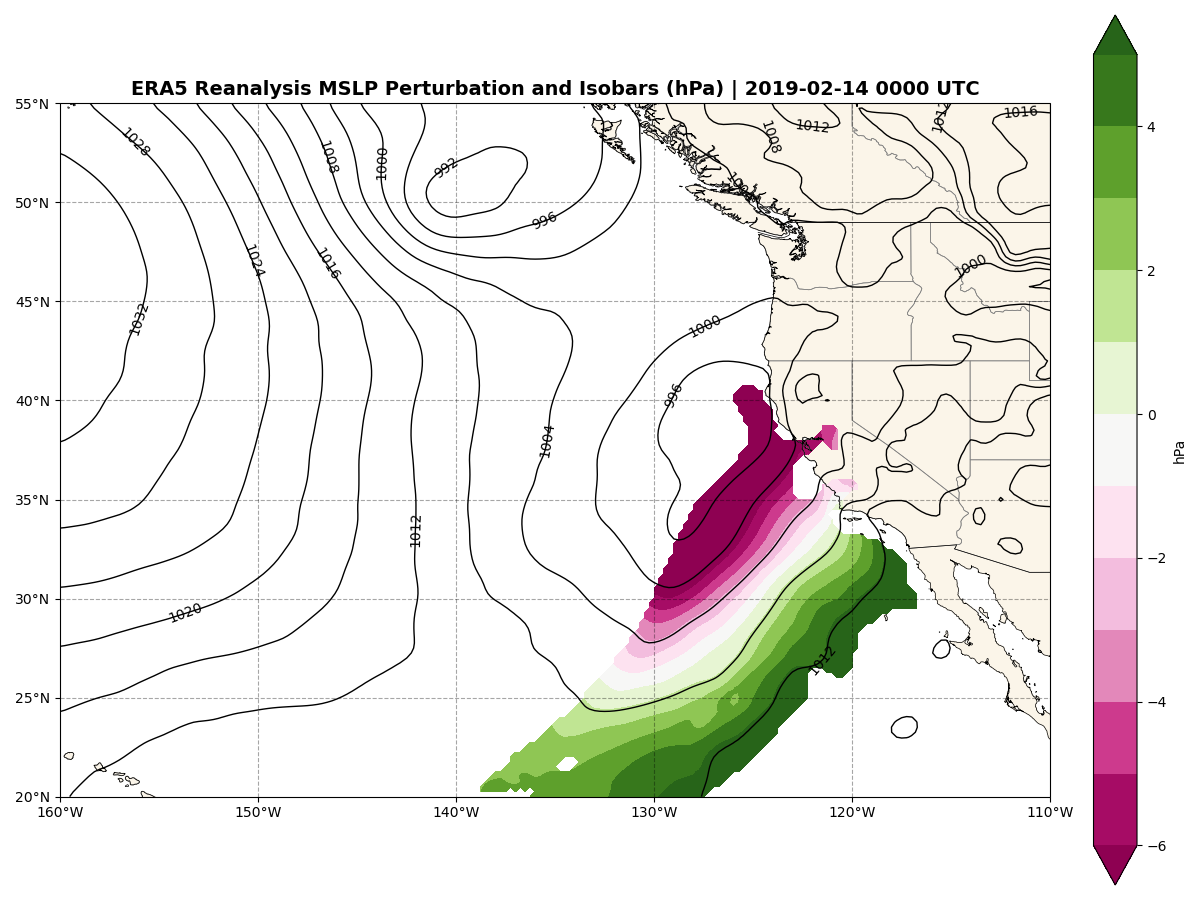 ERA5 Reanalysis MSLP Perturbation and Isobars (hPa) | 2019-02-14 0000 UTC
55°N
50°N
45°N
40°N
35°N
30°N
25°N
20°N
160°W
150°W
140°W
130°W
120°W
110°W
1028
1008
1000
992
996
1024
1016
1032
1000
996
1004
1012
1020
1012
1008
1012
1016
1000
4
2
0
−2
−4
−6
hPa